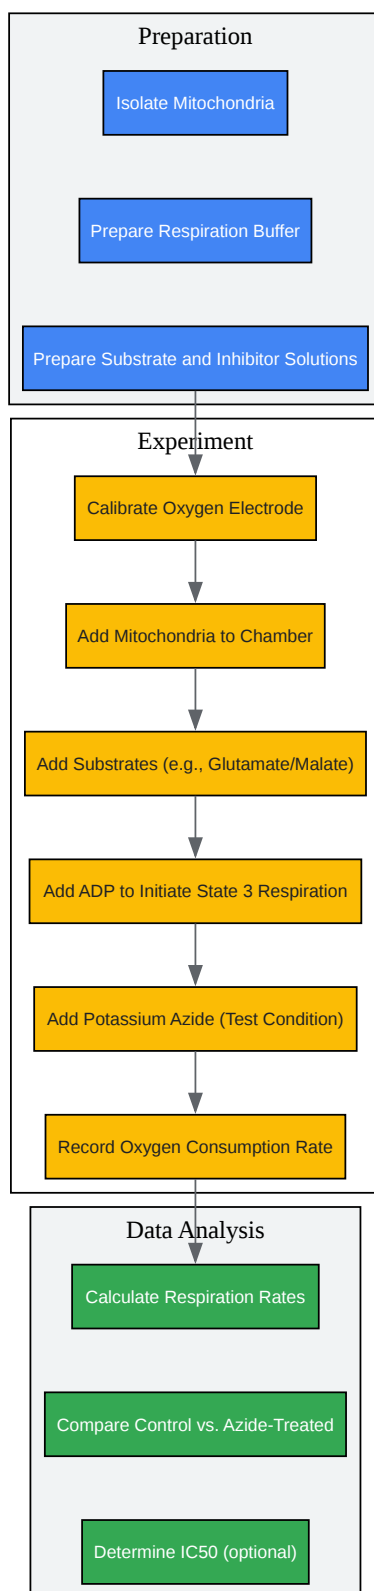 Preparation
Isolate Mitochondria
Prepare Respiration Buffer
Prepare Substrate and Inhibitor Solutions
Experiment
Calibrate Oxygen Electrode
Add Mitochondria to Chamber
Add Substrates (e.g., Glutamate/Malate)
Add ADP to Initiate State 3 Respiration
Add Potassium Azide (Test Condition)
Record Oxygen Consumption Rate
Data Analysis
Calculate Respiration Rates
Compare Control vs. Azide-Treated
Determine IC50 (optional)